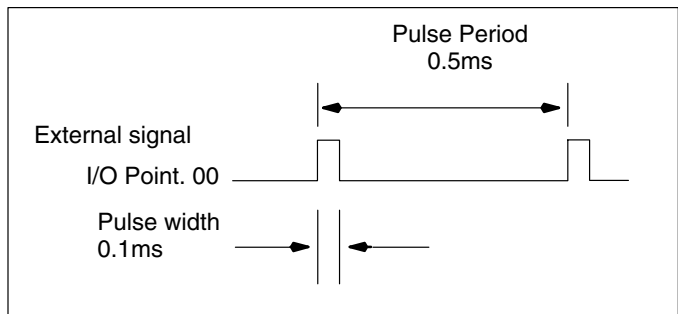 Pulse Period
0.5ms
External signal
I/O Point. 00
Pulse width
0.1ms